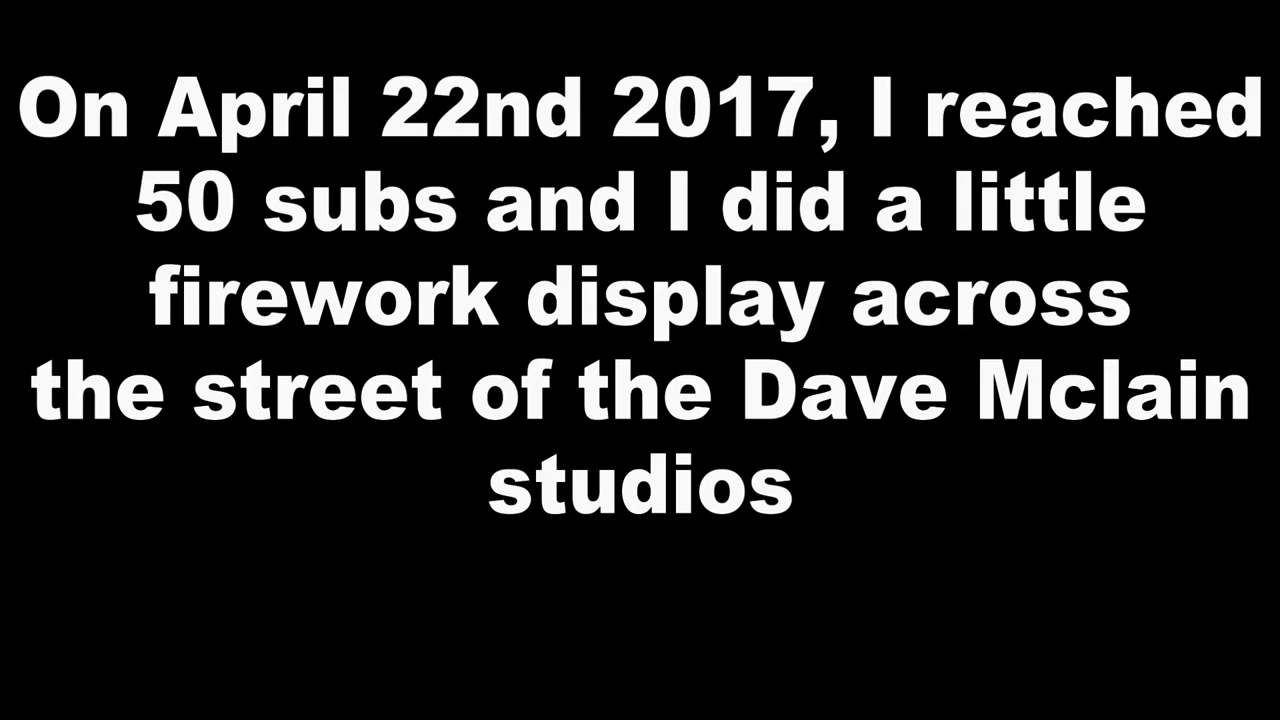 On April 22nd 2017, I reached
50 subs and I did a little
firework display across
the street of the Dave Mclain
studios